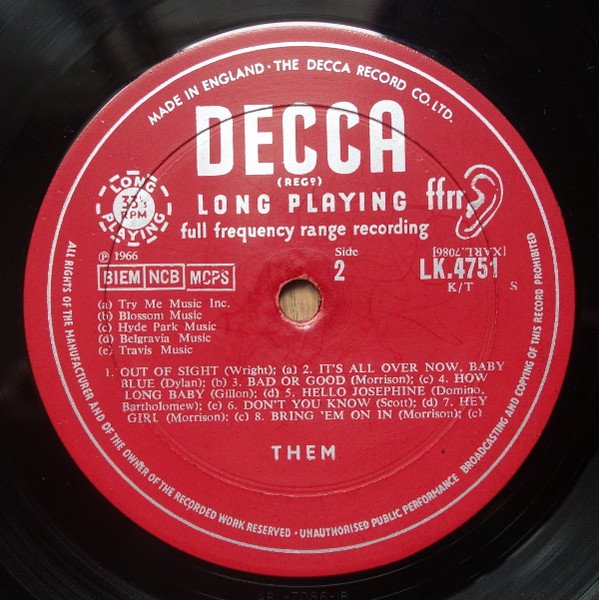 MADE IN ENGLAND · THE DECCA RECORD CO. LTD.
DECCA
(REGD)
LONG PLAYING
33⅓
RPM
LONG PLAYING ffrr
full frequency range recording
℗ 1966
Side
2
[XARL.7086]
LK.4751
K/T S
BIEM NCB MCPS
(a) Try Me Music Inc.
(b) Blossom Music
(c) Hyde Park Music
(d) Belgravia Music
(e) Travis Music
1. OUT OF SIGHT (Wright); (a) 2. IT'S ALL OVER NOW, BABY
BLUE (Dylan); (b) 3. BAD OR GOOD (Morrison); (c) 4. HOW
LONG BABY (Gillon); (d) 5. HELLO JOSEPHINE (Domino,
Bartholomew); (e) 6. DON'T YOU KNOW (Scott); (d) 7. HEY
GIRL (Morrison); (c) 8. BRING 'EM ON IN (Morrison); (c)
THEM
ALL RIGHTS OF THE MANUFACTURER AND OF THE OWNER OF THE RECORDED WORK RESERVED · UNAUTHORISED PUBLIC PERFORMANCE BROADCASTING AND COPYING OF THIS RECORD PROHIBITED